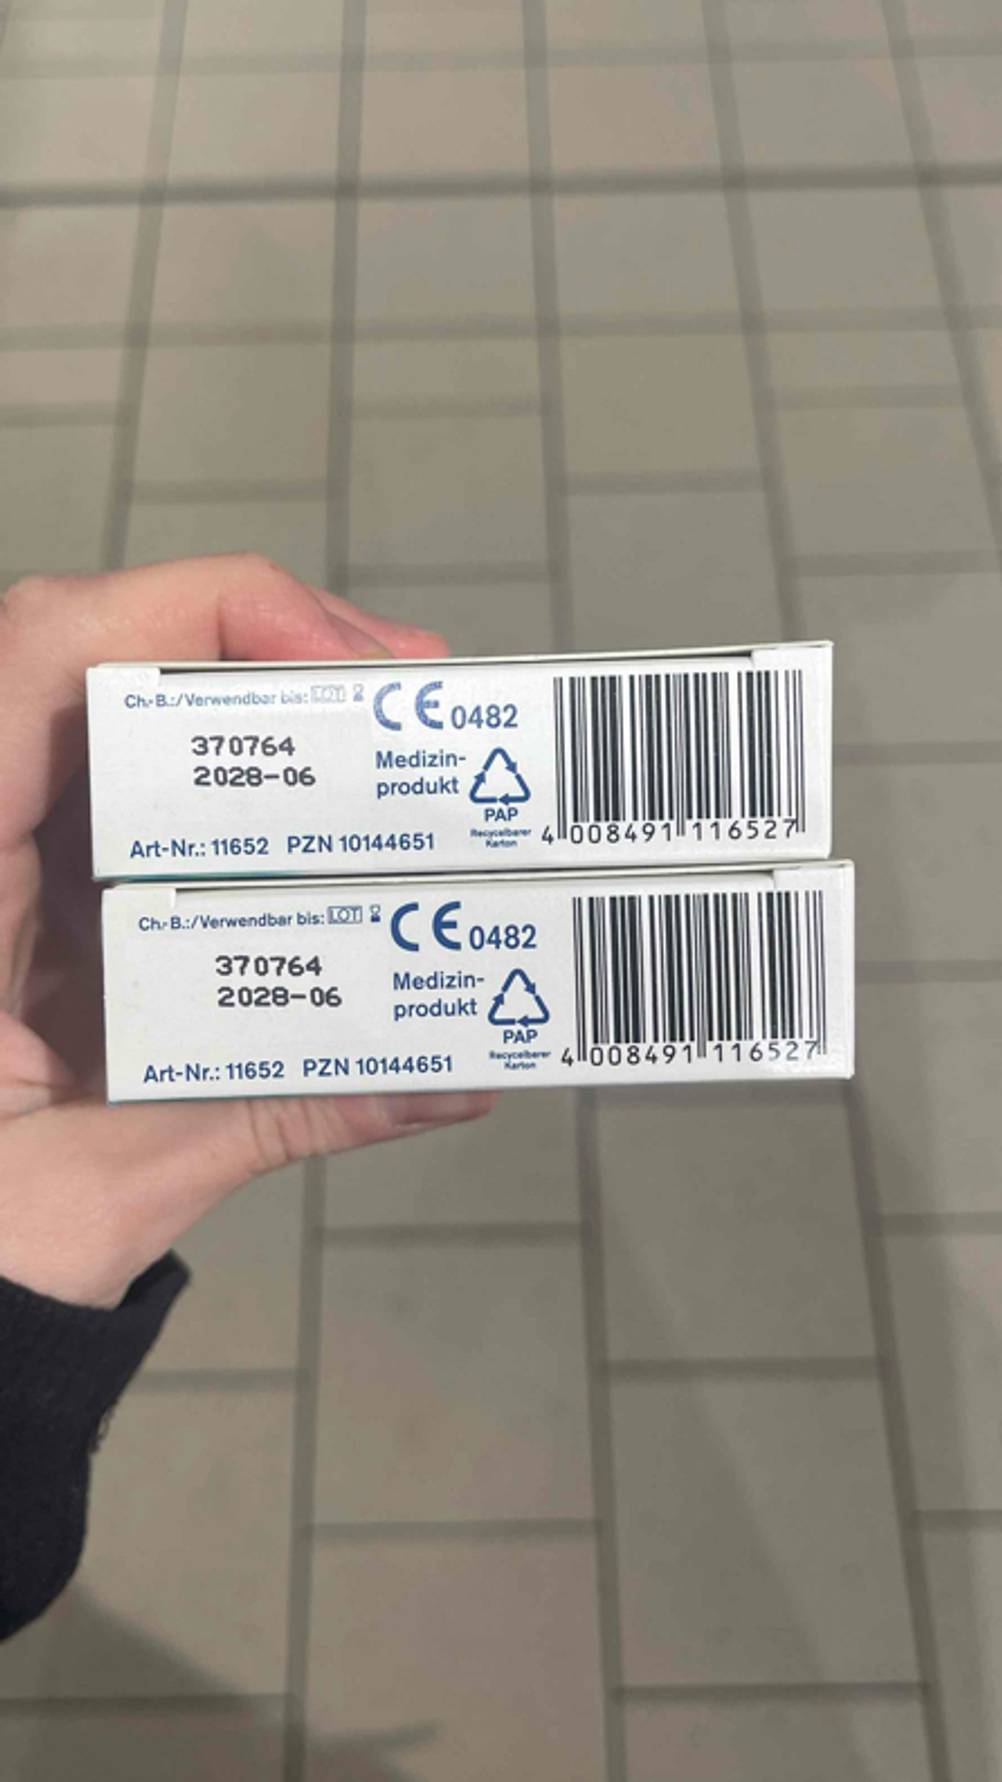 Ch.-B.:/Verwendbar bis: LOT
CE 0482
370764
2028-06
Medizin-
produkt
PAP
Recycelbarer
Karton
Art-Nr.: 11652 PZN 10144651
4 008491 116527
Ch.-B.:/Verwendbar bis: LOT
CE 0482
370764
2028-06
Medizin-
produkt
PAP
Recycelbarer
Karton
Art-Nr.: 11652 PZN 10144651
4 008491 116527